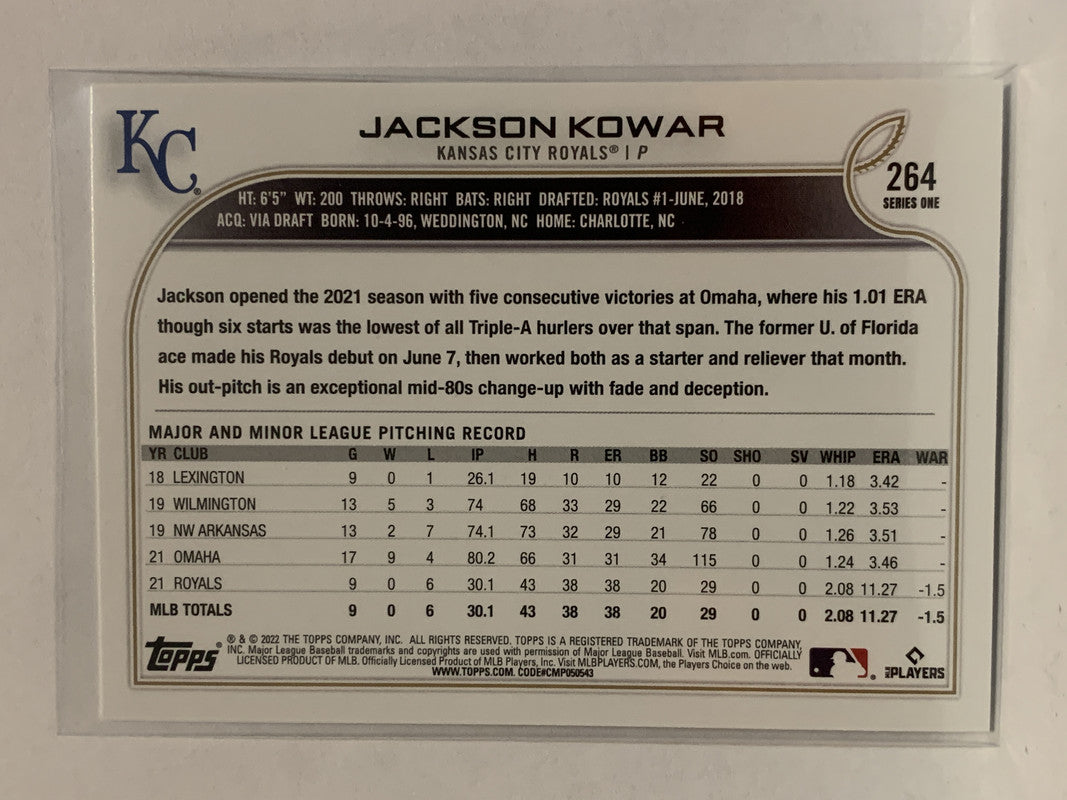 KC
JACKSON KOWAR
KANSAS CITY ROYALS® | P
264
SERIES ONE
HT: 6'5" WT: 200 THROWS: RIGHT BATS: RIGHT DRAFTED: ROYALS #1-JUNE, 2018
ACQ: VIA DRAFT BORN: 10-4-96, WEDDINGTON, NC HOME: CHARLOTTE, NC
Jackson opened the 2021 season with five consecutive victories at Omaha, where his 1.01 ERA
though six starts was the lowest of all Triple-A hurlers over that span. The former U. of Florida
ace made his Royals debut on June 7, then worked both as a starter and reliever that month.
His out-pitch is an exceptional mid-80s change-up with fade and deception.
MAJOR AND MINOR LEAGUE PITCHING RECORD
YR CLUB G W L IP H R ER BB SO SHO SV WHIP ERA WAR
18 LEXINGTON 9 0 1 26.1 19 10 10 12 22 0 0 1.18 3.42 -
19 WILMINGTON 13 5 3 74 68 33 29 22 66 0 0 1.22 3.53 -
19 NW ARKANSAS 13 2 7 74.1 73 32 29 21 78 0 0 1.26 3.51 -
21 OMAHA 17 9 4 80.2 66 31 31 34 115 0 0 1.24 3.46 -
21 ROYALS 9 0 6 30.1 43 38 38 20 29 0 0 2.08 11.27 -1.5
MLB TOTALS 9 0 6 30.1 43 38 38 20 29 0 0 2.08 11.27 -1.5
Topps®
® & © 2022 THE TOPPS COMPANY, INC. ALL RIGHTS RESERVED. TOPPS IS A REGISTERED TRADEMARK OF THE TOPPS COMPANY,
INC. Major League Baseball trademarks and copyrights are used with permission of Major League Baseball. Visit MLB.com. OFFICIALLY
LICENSED PRODUCT OF MLB. Officially Licensed Product of MLB Players, Inc. Visit MLBPLAYERS.COM, the Players Choice on the web.
WWW.TOPPS.COM. CODE#CMP050543
MLB PLAYERS